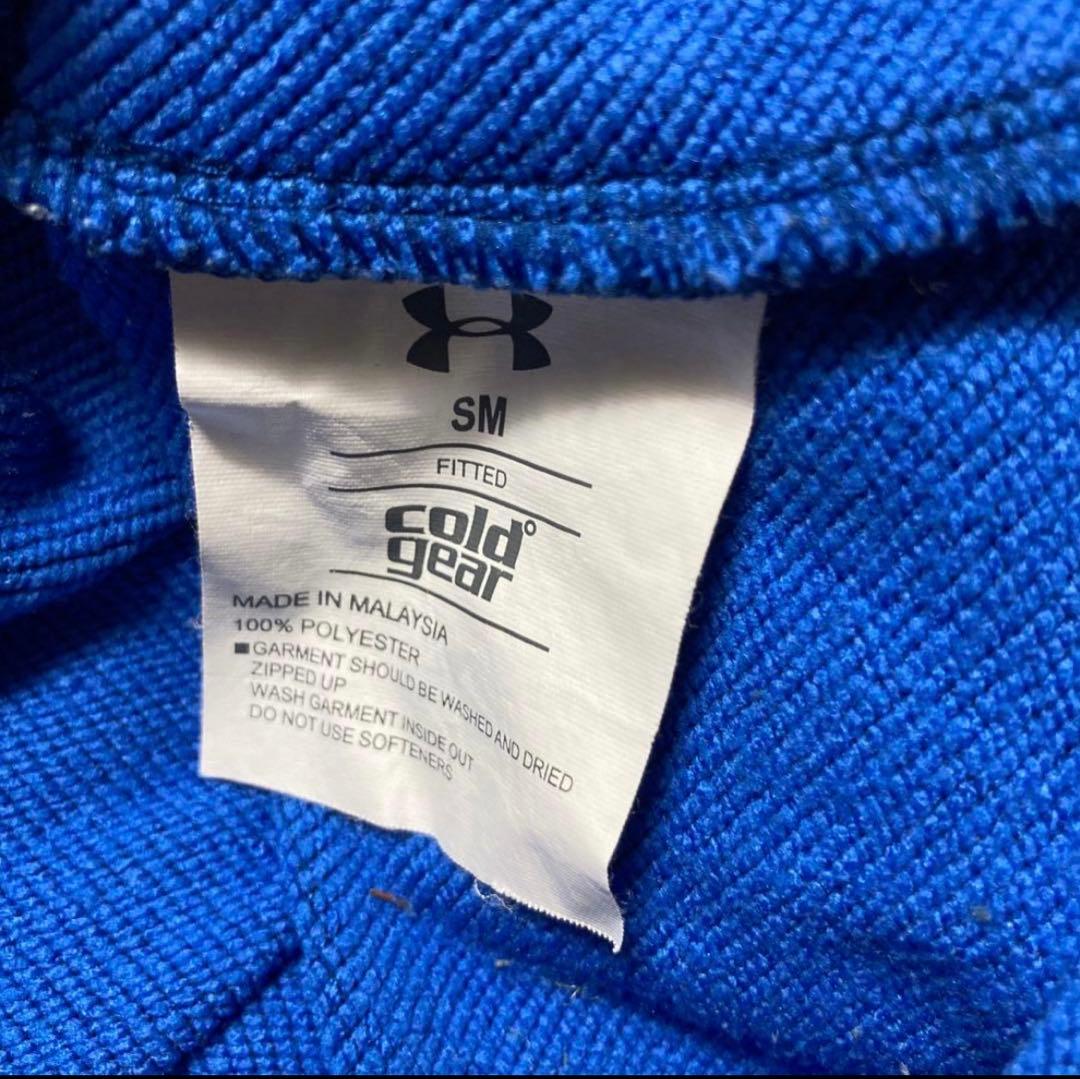 SM
FITTED
cold°
gear
MADE IN MALAYSIA
100% POLYESTER
GARMENT SHOULD BE WASHED AND DRIED
ZIPPED UP
WASH GARMENT INSIDE OUT
DO NOT USE SOFTENERS